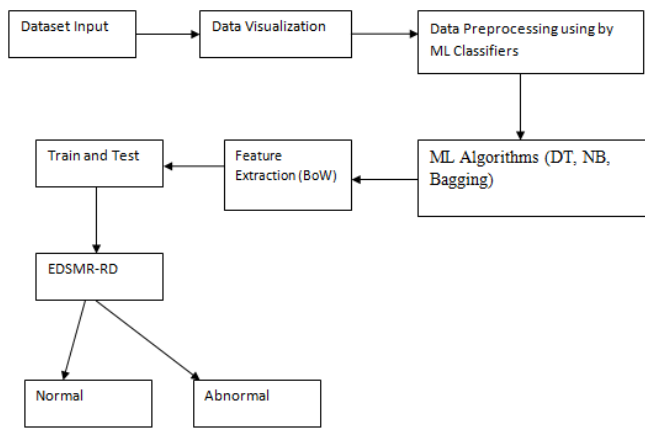 Dataset Input
Data Visualization
Data Preprocessing using by
ML Classifiers
Train and Test
Feature
Extraction (BoW)
ML Algorithms (DT, NB,
Bagging)
EDSMR-RD
Normal
Abnormal